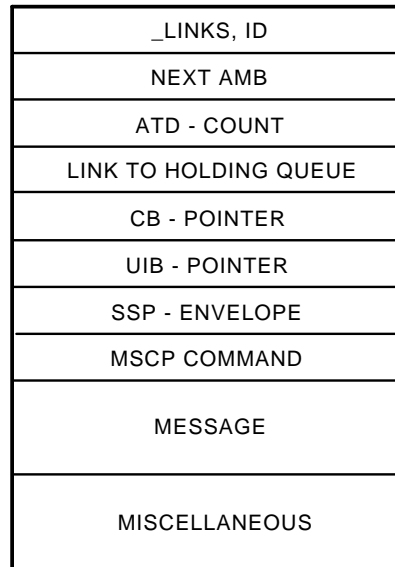 _LINKS, ID
NEXT AMB
ATD - COUNT
LINK TO HOLDING QUEUE
CB - POINTER
UIB - POINTER
SSP - ENVELOPE
MSCP COMMAND
MESSAGE
MISCELLANEOUS